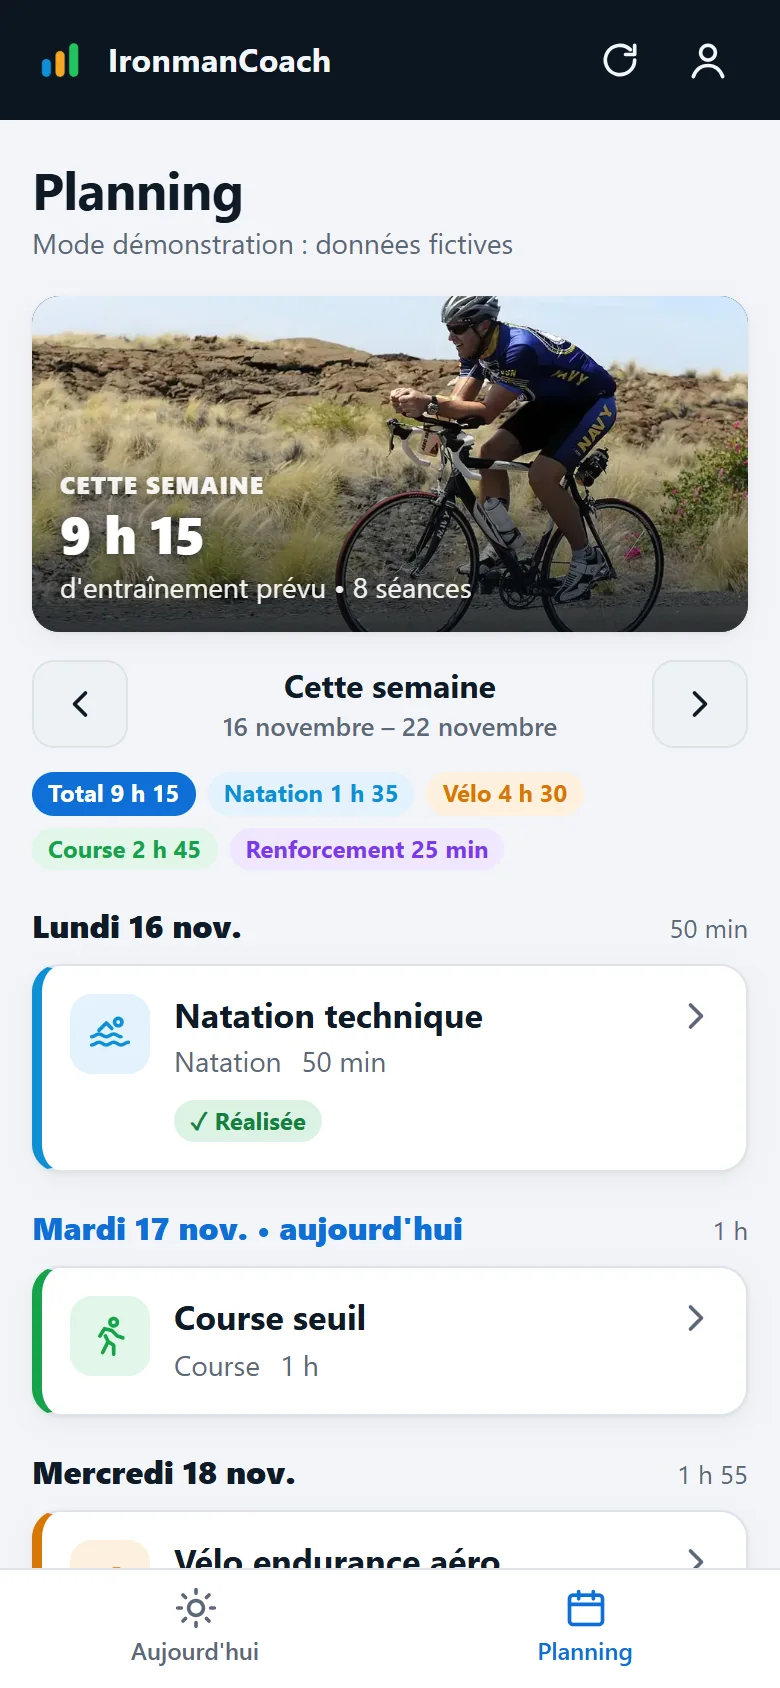 IronmanCoach
Planning
Mode démonstration : données fictives
NAVY
NAVY
NAVY
CETTE SEMAINE
9 h 15
d'entraînement prévu • 8 séances
Cette semaine
16 novembre – 22 novembre
Total 9 h 15
Natation 1 h 35
Vélo 4 h 30
Course 2 h 45
Renforcement 25 min
Lundi 16 nov.
50 min
Natation technique
Natation 50 min
✓ Réalisée
Mardi 17 nov. • aujourd'hui
1 h
Course seuil
Course 1 h
Mercredi 18 nov.
1 h 55
Vélo endurance aéro
Aujourd'hui
Planning